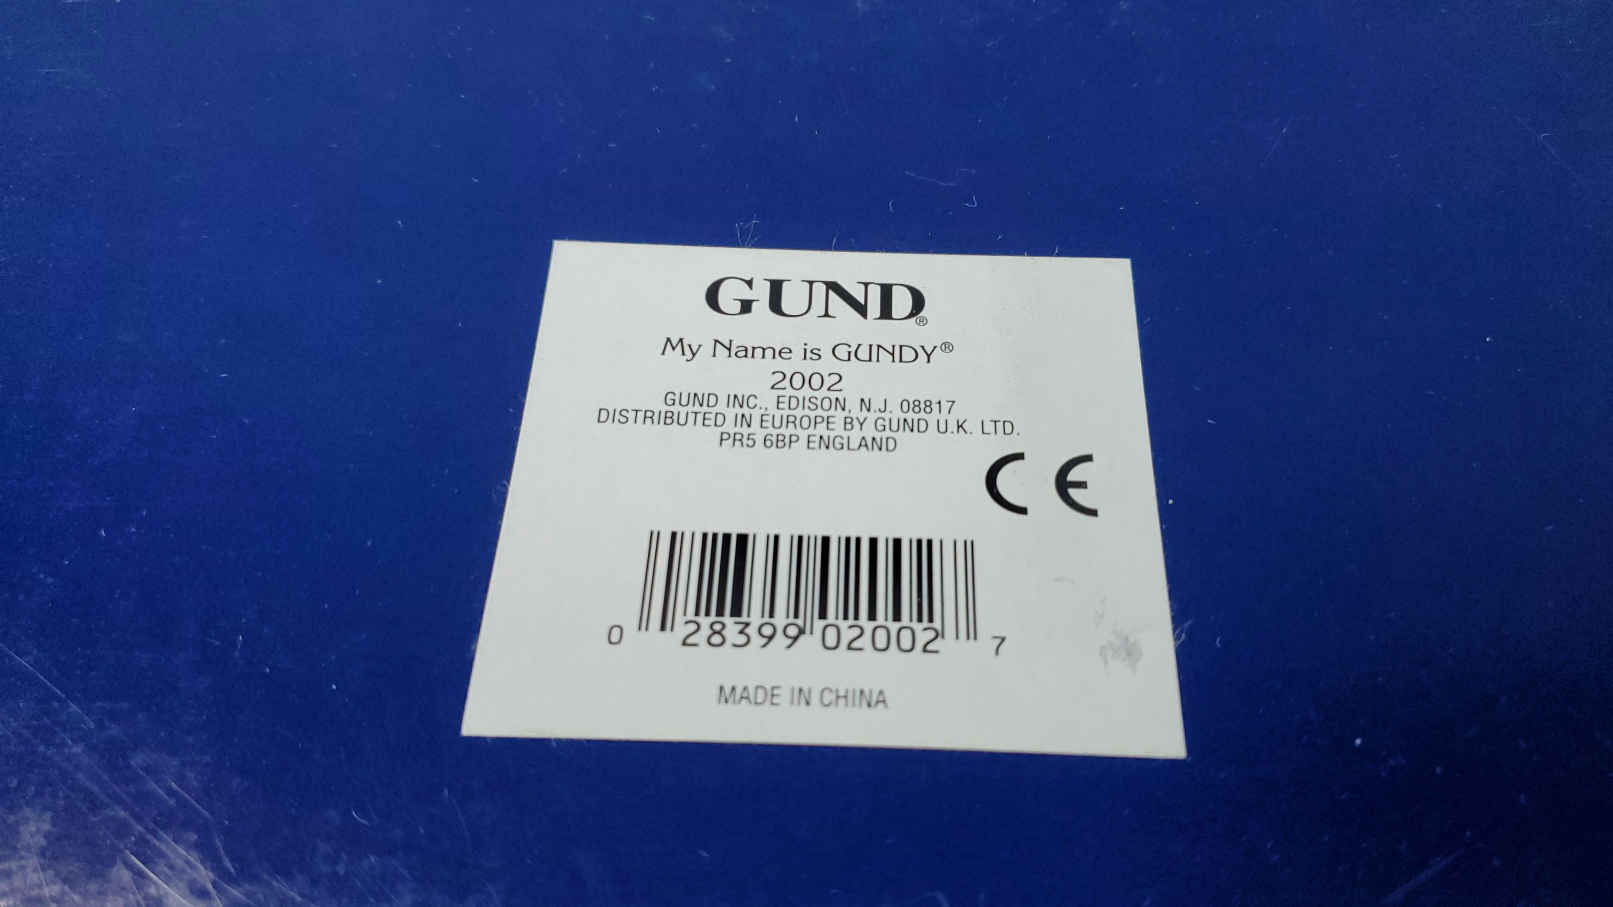 GUND®
My Name is GUNDY®
2002
GUND INC., EDISON, N.J. 08817
DISTRIBUTED IN EUROPE BY GUND U.K. LTD.
PR5 6BP ENGLAND
CE
0 28399 02002 7
MADE IN CHINA